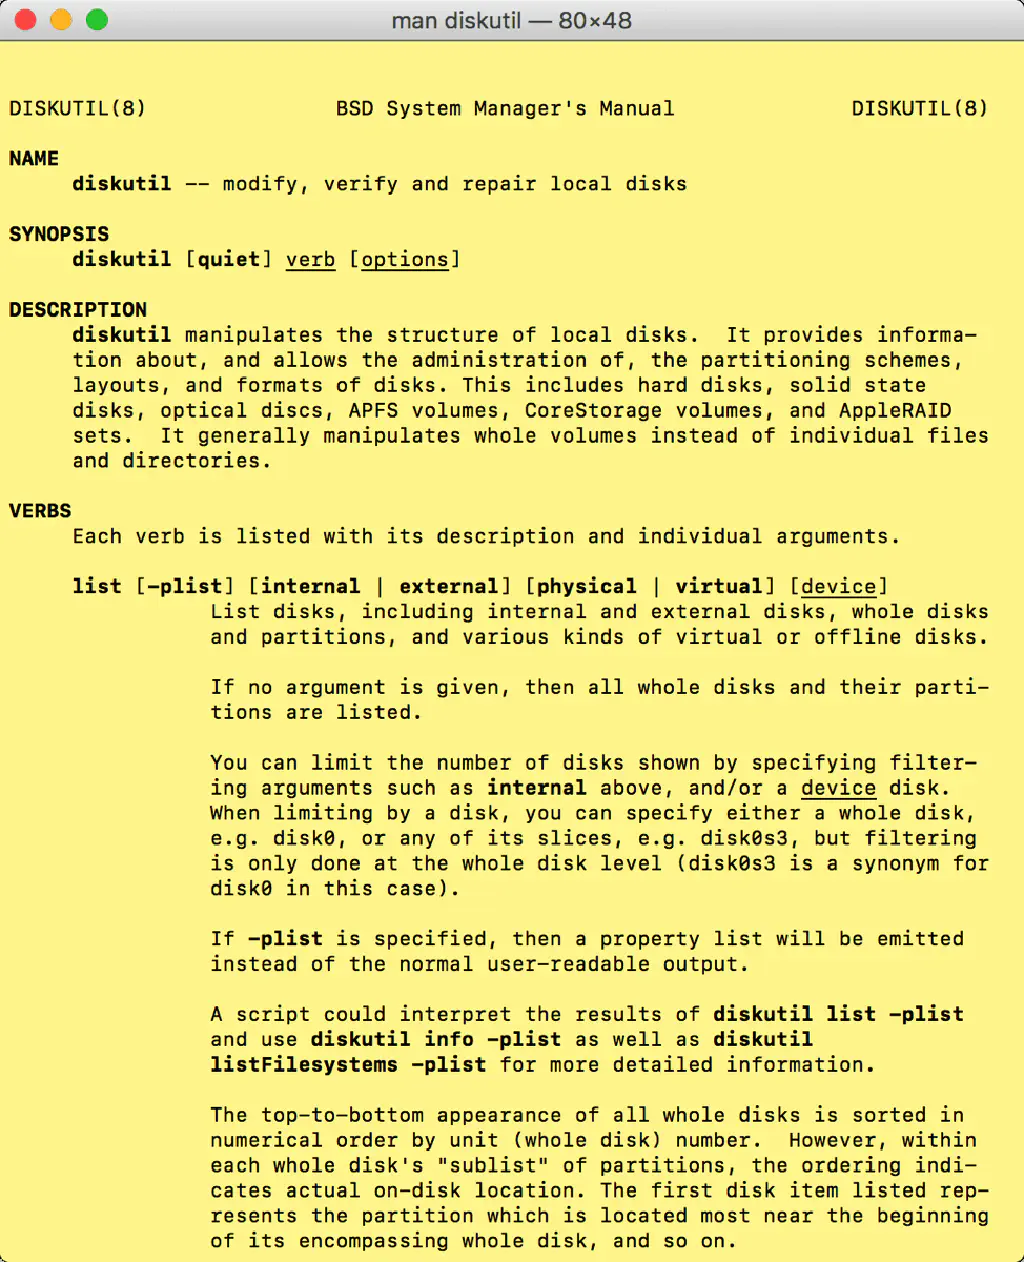 man diskutil — 80×48
DISKUTIL(8) BSD System Manager's Manual DISKUTIL(8)
NAME
diskutil -- modify, verify and repair local disks
SYNOPSIS
diskutil [quiet] verb [options]
DESCRIPTION
diskutil manipulates the structure of local disks.  It provides informa-
tion about, and allows the administration of, the partitioning schemes,
layouts, and formats of disks. This includes hard disks, solid state
disks, optical discs, APFS volumes, CoreStorage volumes, and AppleRAID
sets.  It generally manipulates whole volumes instead of individual files
and directories.
VERBS
Each verb is listed with its description and individual arguments.
list [-plist] [internal | external] [physical | virtual] [device]
List disks, including internal and external disks, whole disks
and partitions, and various kinds of virtual or offline disks.
If no argument is given, then all whole disks and their parti-
tions are listed.
You can limit the number of disks shown by specifying filter-
ing arguments such as internal above, and/or a device disk.
When limiting by a disk, you can specify either a whole disk,
e.g. disk0, or any of its slices, e.g. disk0s3, but filtering
is only done at the whole disk level (disk0s3 is a synonym for
disk0 in this case).
If -plist is specified, then a property list will be emitted
instead of the normal user-readable output.
A script could interpret the results of diskutil list -plist
and use diskutil info -plist as well as diskutil
listFilesystems -plist for more detailed information.
The top-to-bottom appearance of all whole disks is sorted in
numerical order by unit (whole disk) number.  However, within
each whole disk's "sublist" of partitions, the ordering indi-
cates actual on-disk location. The first disk item listed rep-
resents the partition which is located most near the beginning
of its encompassing whole disk, and so on.